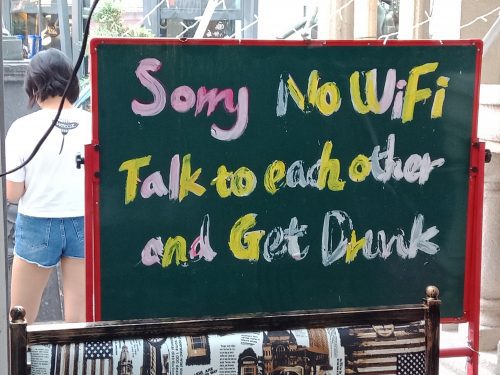 Sorry No WiFi
Talk to each other
and Get Drunk